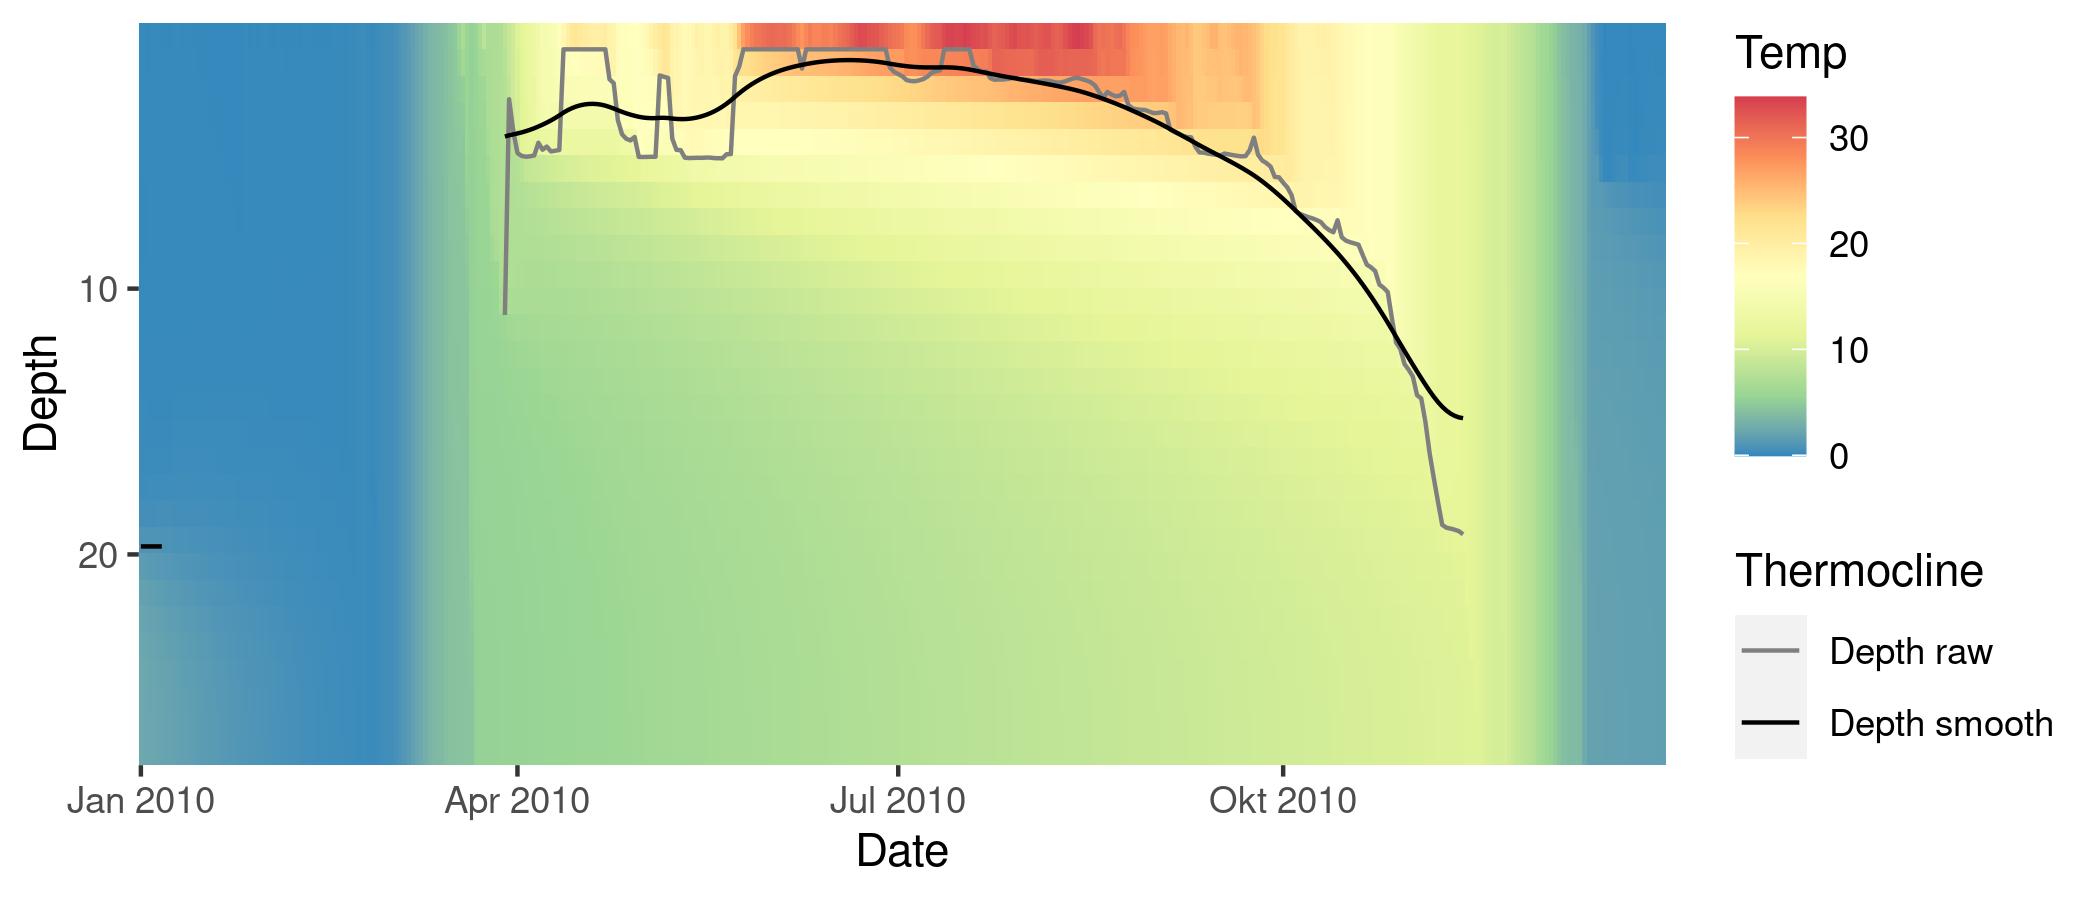 Depth
10
20
Jan 2010
Apr 2010
Jul 2010
Okt 2010
Date
Temp
30
20
10
0
Thermocline
Depth raw
Depth smooth